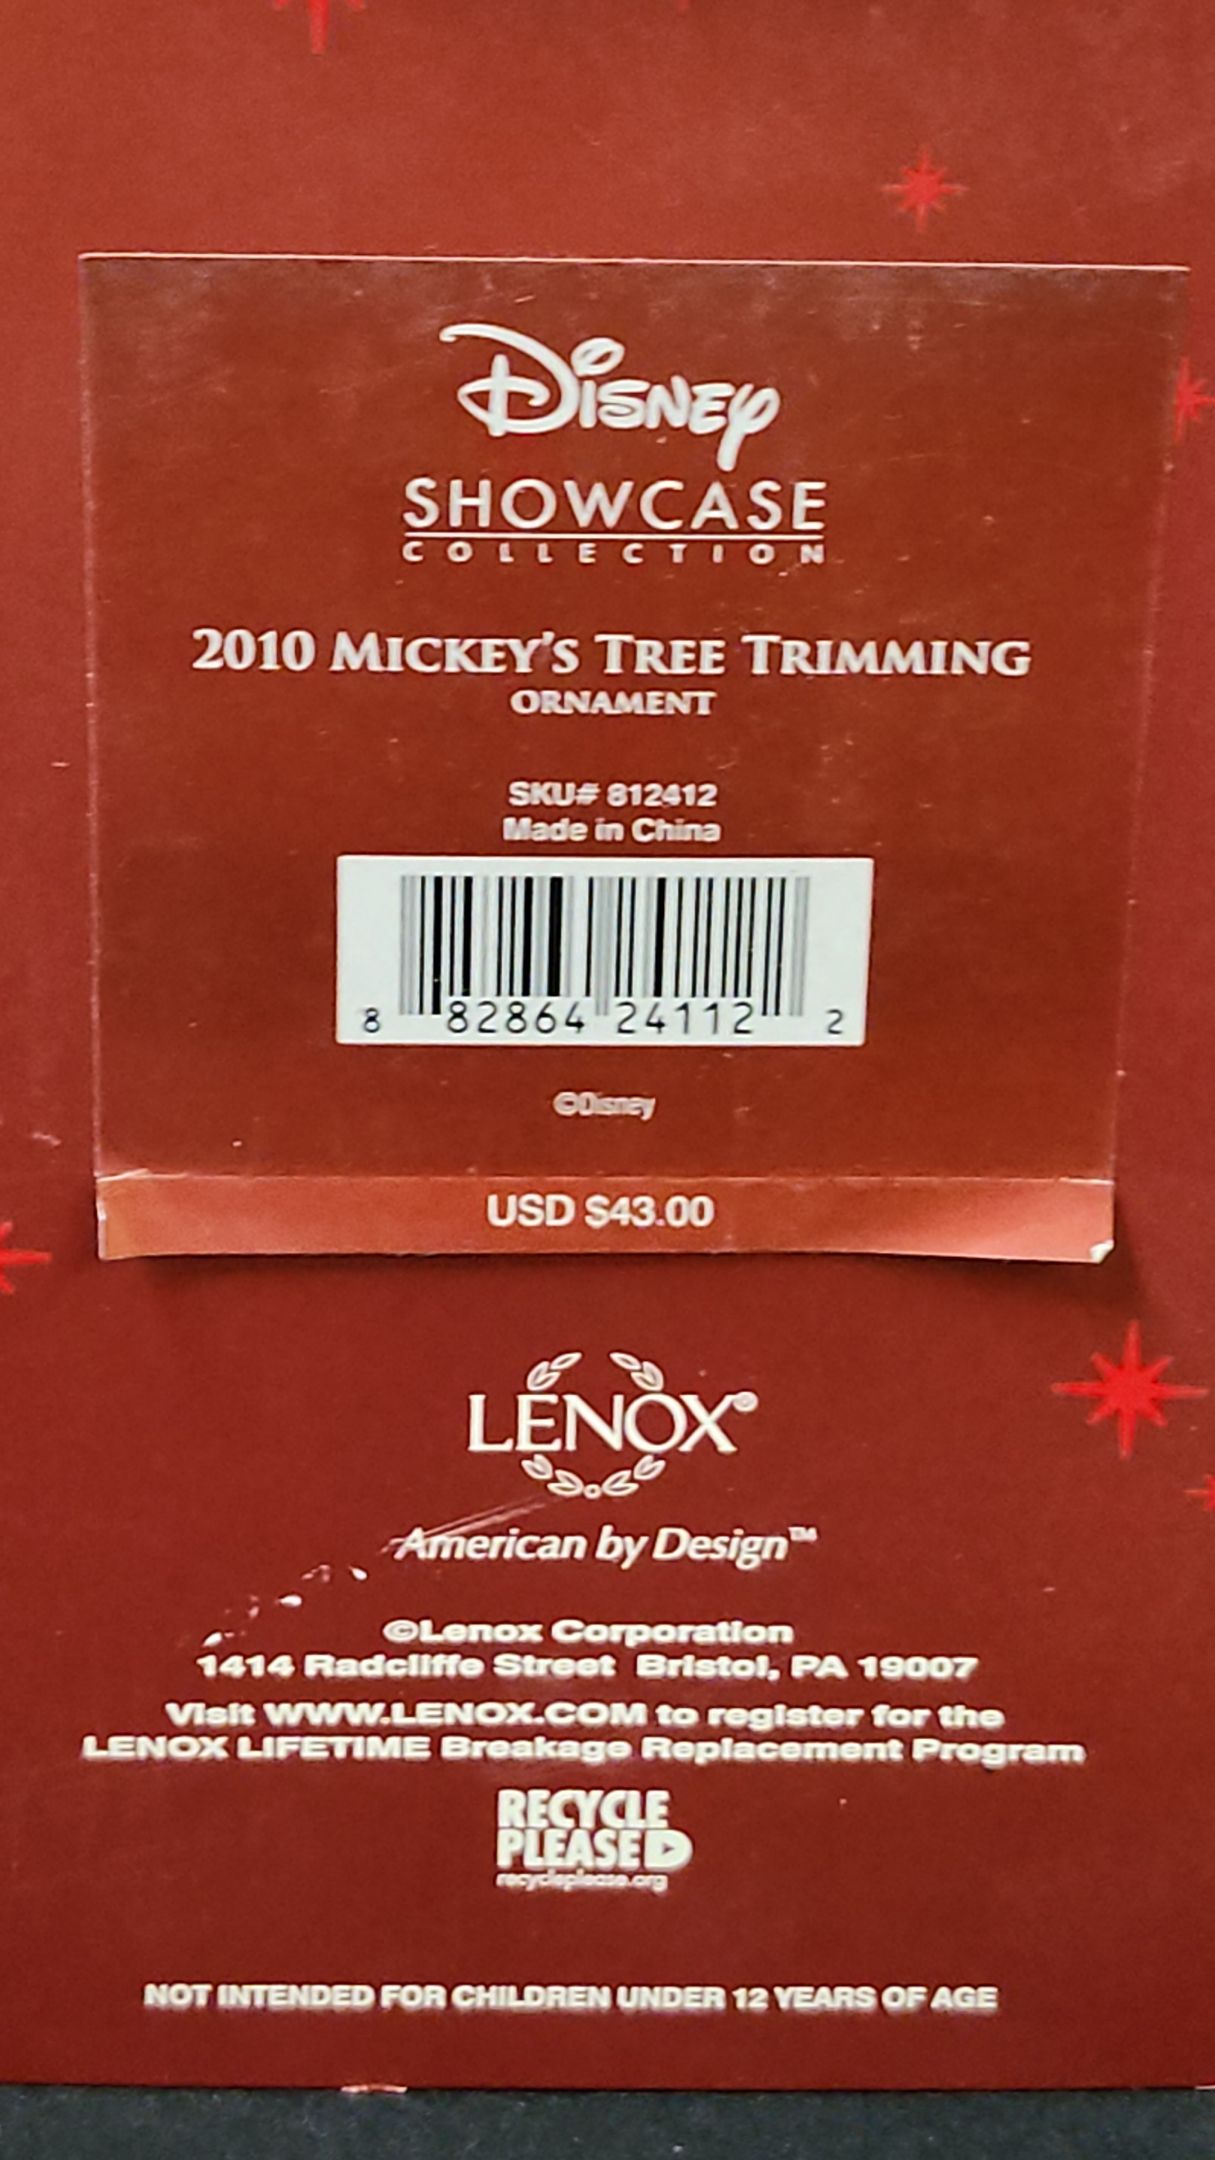 Disney
SHOWCASE
COLLECTION
2010 MICKEY'S TREE TRIMMING
ORNAMENT
SKU# 812412
Made in China
8 82864 24112 2
©Disney
USD $43.00
LENOX®
American by Design™
©Lenox Corporation
1414 Radcliffe Street Bristol, PA 19007
Visit WWW.LENOX.COM to register for the
LENOX LIFETIME Breakage Replacement Program
RECYCLE
PLEASE
recycleplease.org
NOT INTENDED FOR CHILDREN UNDER 12 YEARS OF AGE